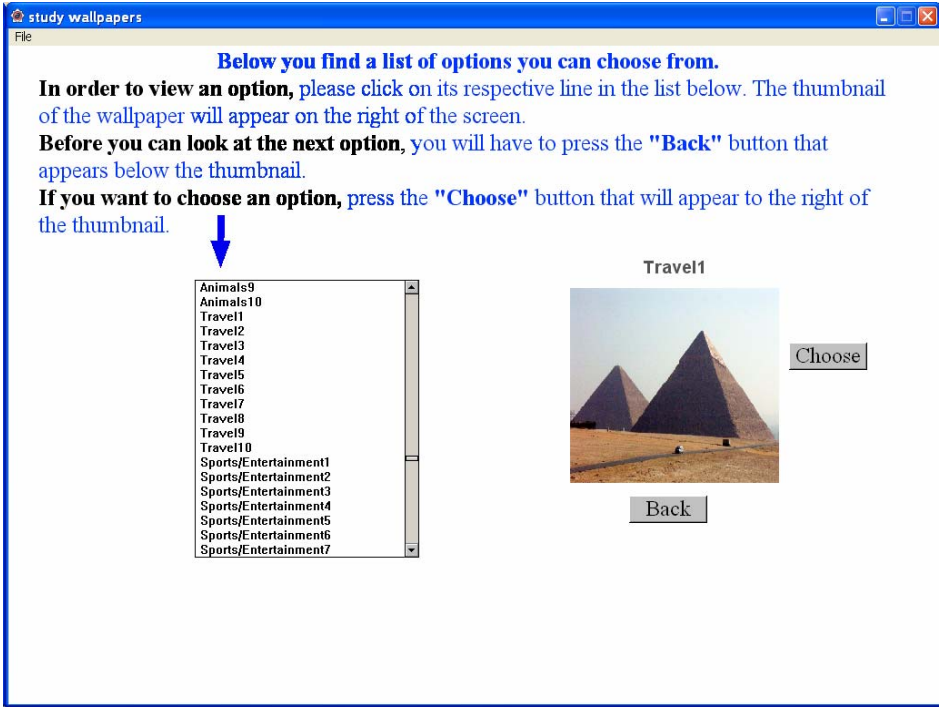 study wallpapers
File
Below you find a list of options you can choose from.
In order to view an option, please click on its respective line in the list below. The thumbnail
of the wallpaper will appear on the right of the screen.
Before you can look at the next option, you will have to press the "Back" button that
appears below the thumbnail.
If you want to choose an option, press the "Choose" button that will appear to the right of
the thumbnail.
Animals9
Animals10
Travel1
Travel2
Travel3
Travel4
Travel5
Travel6
Travel7
Travel8
Travel9
Travel10
Sports/Entertainment1
Sports/Entertainment2
Sports/Entertainment3
Sports/Entertainment4
Sports/Entertainment5
Sports/Entertainment6
Sports/Entertainment7
Travel1
Choose
Back